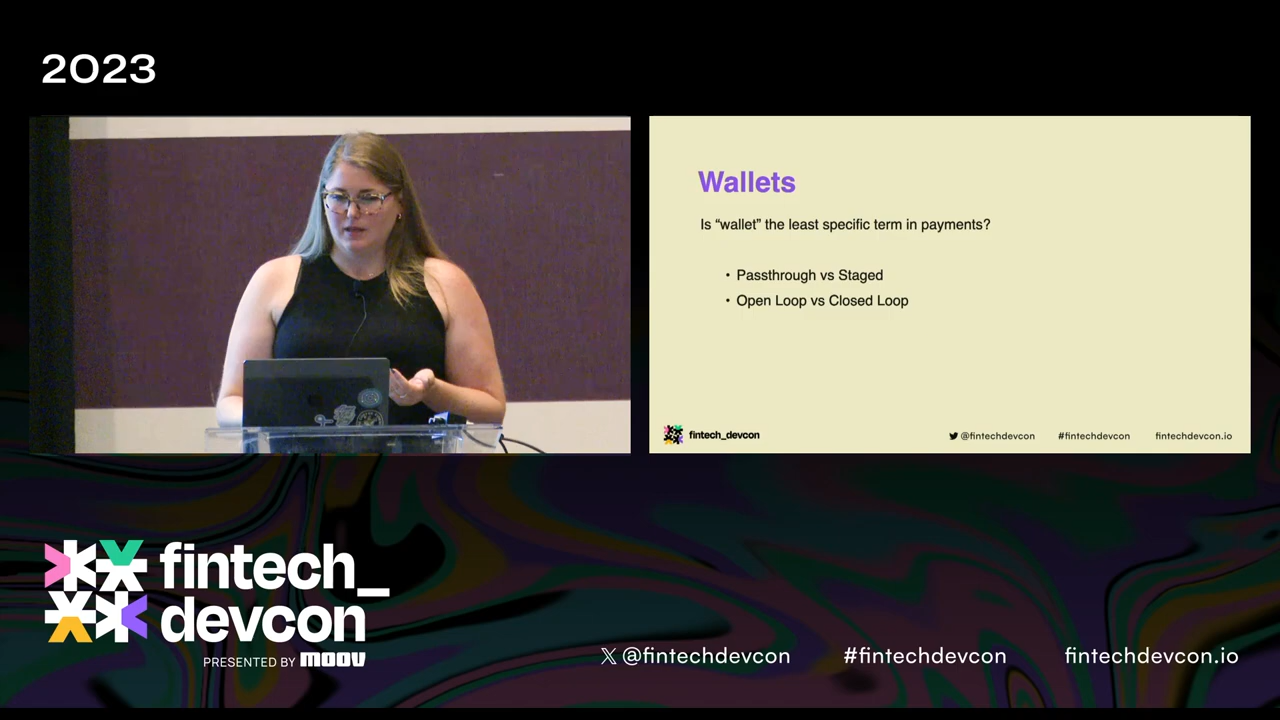 2023
Wallets
Is “wallet” the least specific term in payments?
• Passthrough vs Staged
• Open Loop vs Closed Loop
fintech_devcon
@fintechdevcon
#fintechdevcon
fintechdevcon.io
fintech_
devcon
PRESENTED BY moov
@fintechdevcon
#fintechdevcon
fintechdevcon.io